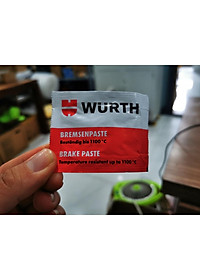 WÜRTH
BREMSENPASTE
Beständig bis 1100 °C
BRAKE PASTE
Temperature resistant up to 1100 °C